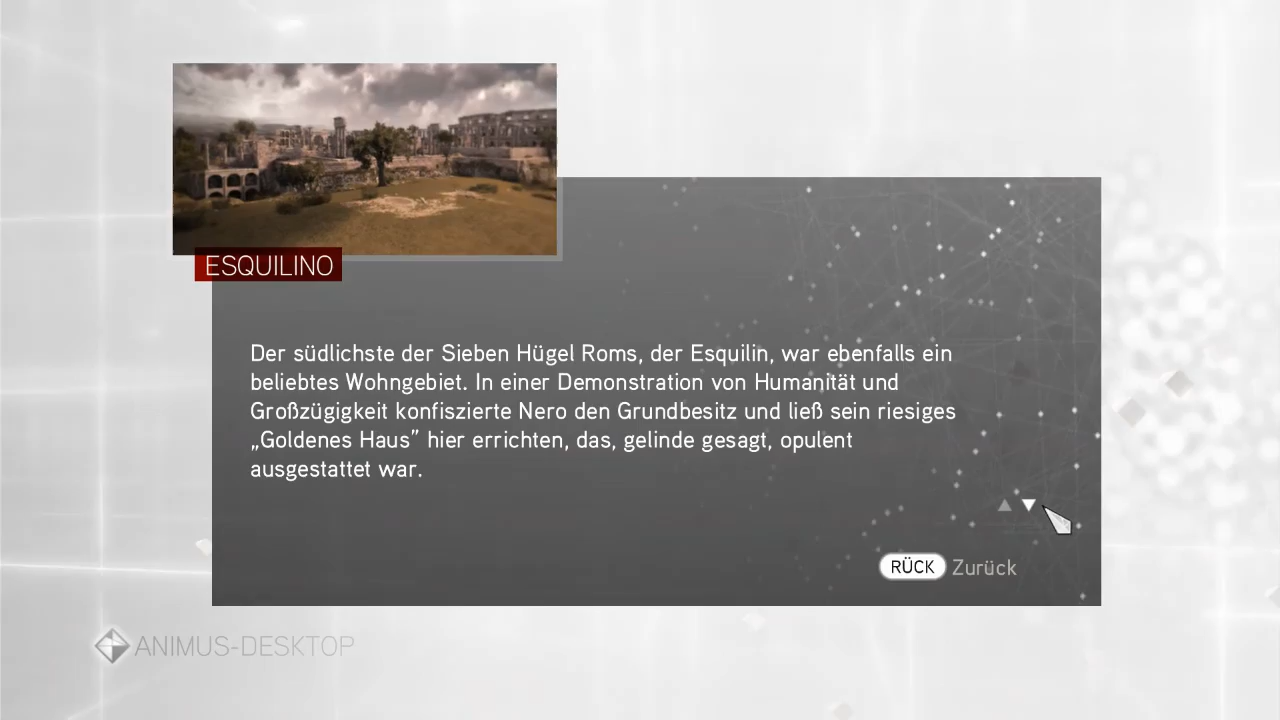 ESQUILINO
Der südlichste der Sieben Hügel Roms, der Esquilin, war ebenfalls ein
beliebtes Wohngebiet. In einer Demonstration von Humanität und
Großzügigkeit konfiszierte Nero den Grundbesitz und ließ sein riesiges
„Goldenes Haus” hier errichten, das, gelinde gesagt, opulent
ausgestattet war.
RÜCK Zurück
ANIMUS-DESKTOP